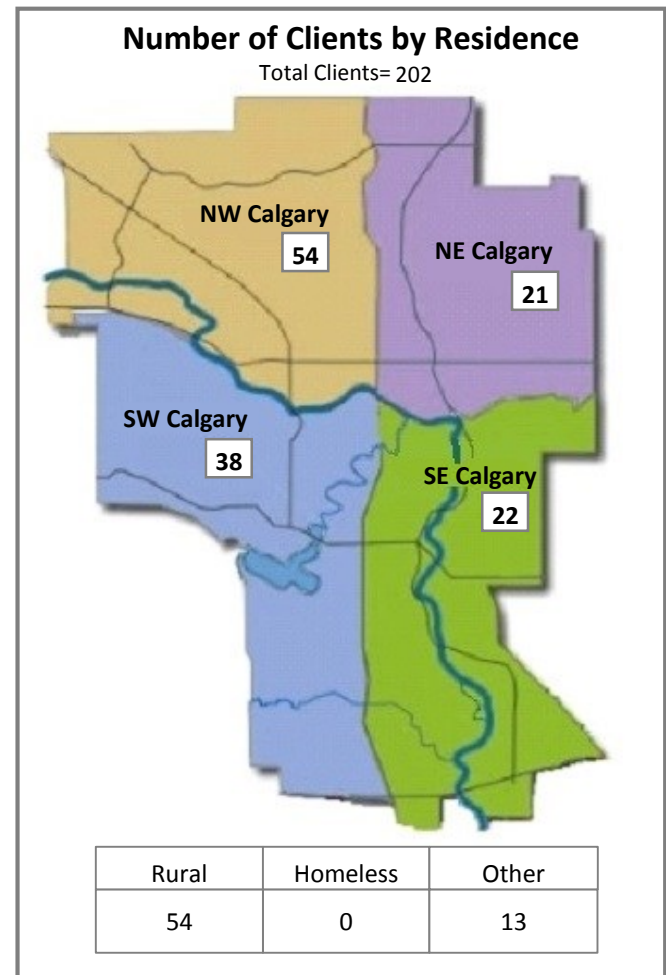 Number of Clients by Residence
Total Clients= 202
NW Calgary
54
NE Calgary
21
SW Calgary
38
SE Calgary
22
Rural Homeless Other
54 0 13